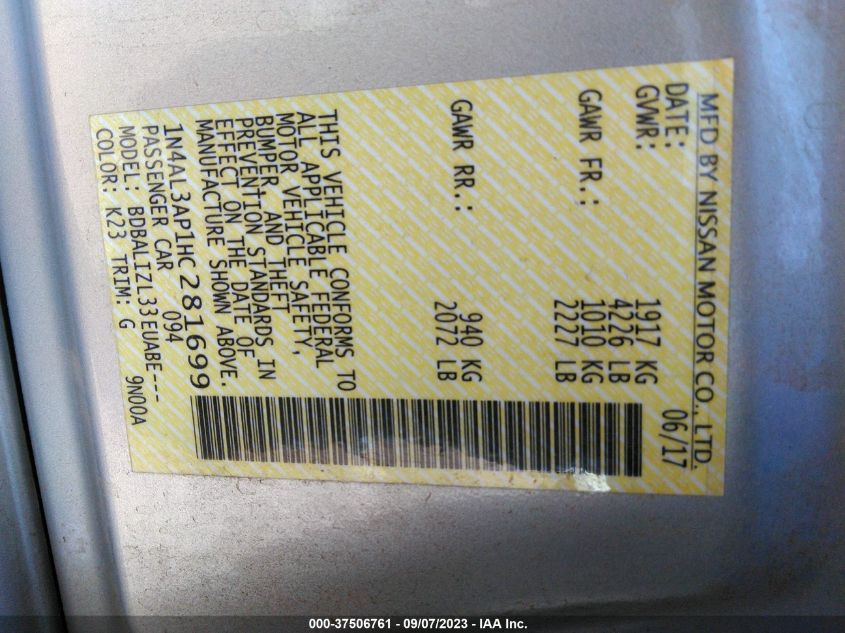 MFD BY NISSAN MOTOR CO., LTD.
DATE: 06/17
GVWR: 1917 KG
4226 LB
GAWR FR.: 1010 KG
2227 LB
GAWR RR.: 940 KG
2072 LB
THIS VEHICLE CONFORMS TO
ALL APPLICABLE FEDERAL
MOTOR VEHICLE SAFETY,
BUMPER AND THEFT
PREVENTION STANDARDS IN
EFFECT ON THE DATE OF
MANUFACTURE SHOWN ABOVE.
1N4AL3AP1HC281699
PASSENGER CAR 094
MODEL: BDBALIZL33EUABE---
COLOR: K23 TRIM: G 9N00A
000-37506761 - 09/07/2023 - IAA Inc.